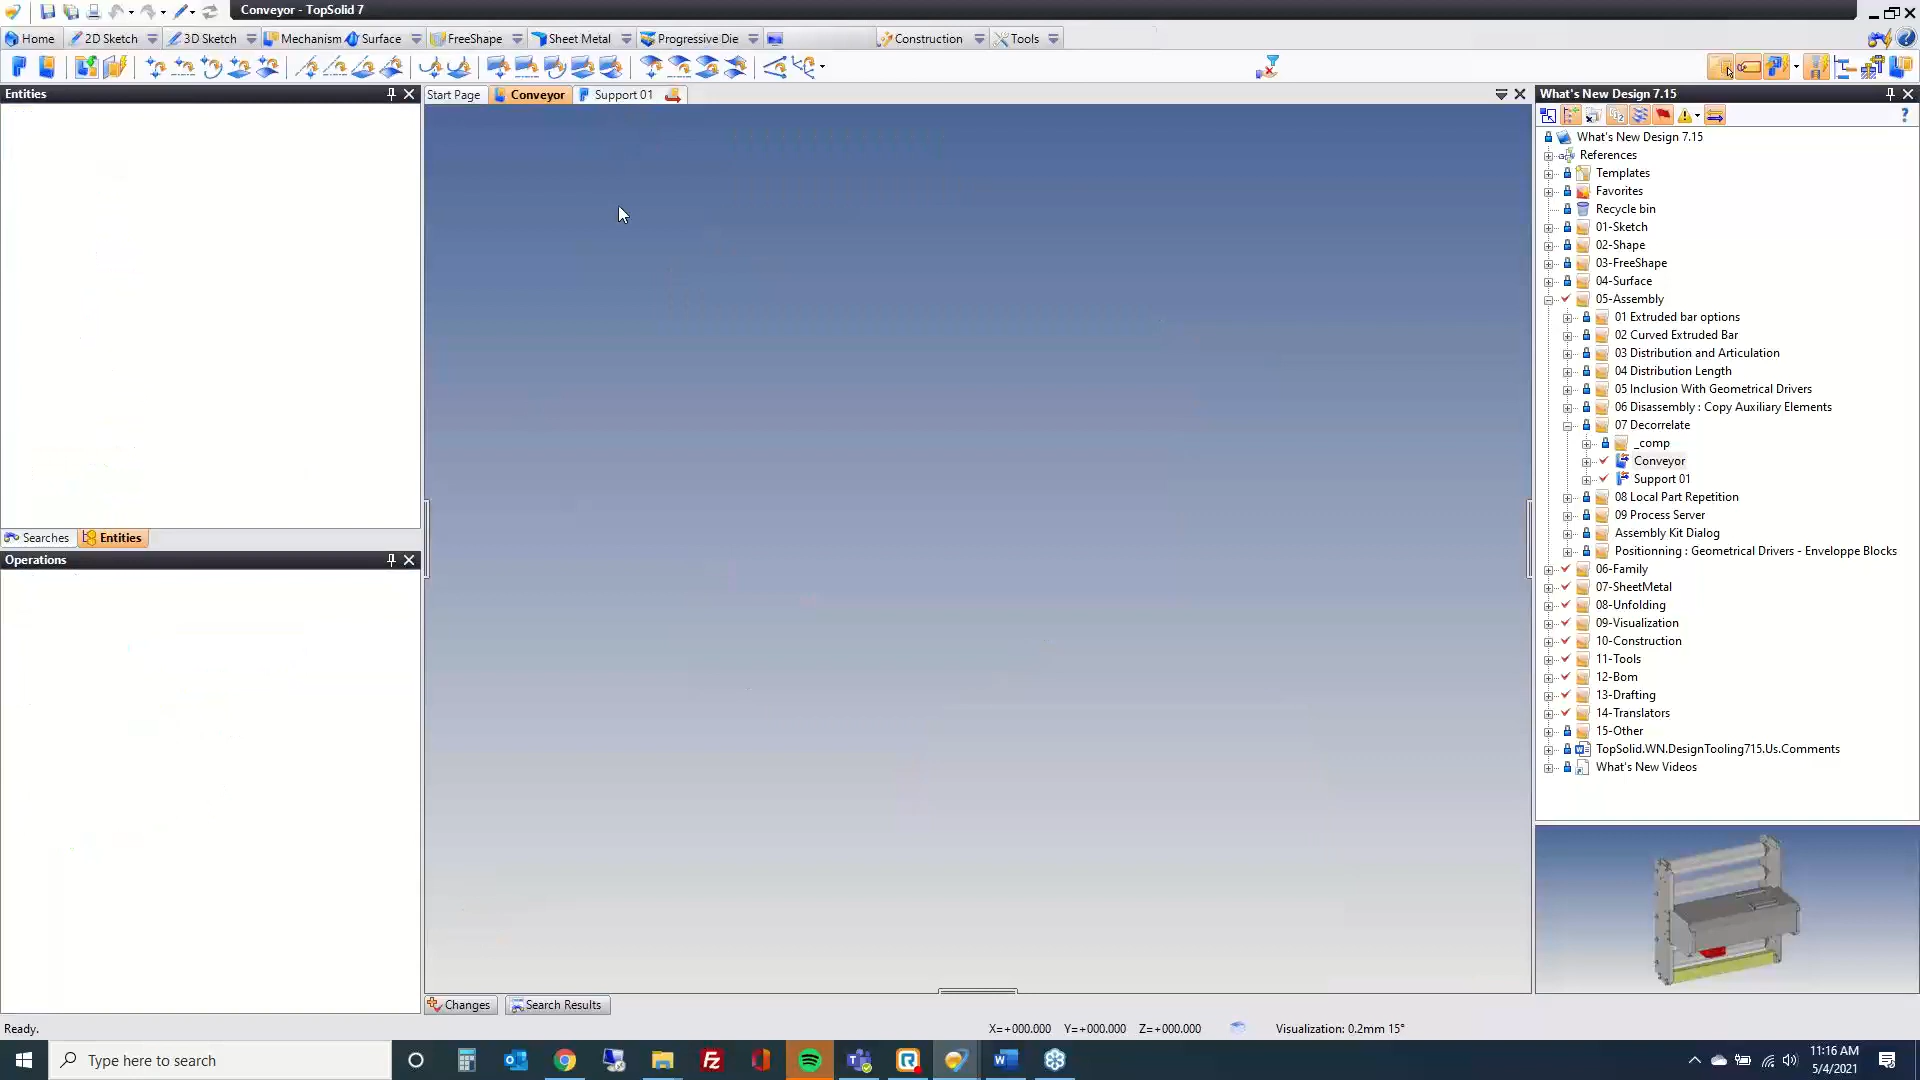 Conveyor - TopSolid 7
Home 2D Sketch 3D Sketch Mechanism Surface FreeShape Sheet Metal Progressive Die Construction Tools
Entities
Start Page Conveyor Support 01
Searches Entities
Operations
Changes Search Results
What's New Design 7.15
What's New Design 7.15
References
Templates
Favorites
Recycle bin
01-Sketch
02-Shape
03-FreeShape
04-Surface
05-Assembly
01 Extruded bar options
02 Curved Extruded Bar
03 Distribution and Articulation
04 Distribution Length
05 Inclusion With Geometrical Drivers
06 Disassembly : Copy Auxiliary Elements
07 Decorrelate
_comp
Conveyor
Support 01
08 Local Part Repetition
09 Process Server
Assembly Kit Dialog
Positionning : Geometrical Drivers - Enveloppe Blocks
06-Family
07-SheetMetal
08-Unfolding
09-Visualization
10-Construction
11-Tools
12-Bom
13-Drafting
14-Translators
15-Other
TopSolid.WN.DesignTooling715.Us.Comments
What's New Videos
Ready. X=+000.000 Y=+000.000 Z=+000.000 Visualization: 0.2mm 15°
Type here to search
11:16 AM
5/4/2021